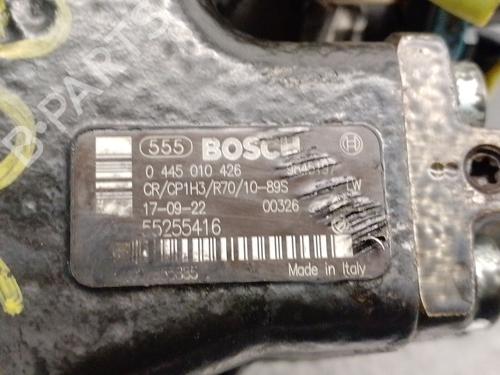 555 BOSCH
0 445 010 426
CR/CP1H3/R70/10-89S LW
17-09-22 00326
55255416
Made in Italy
B-PARTS